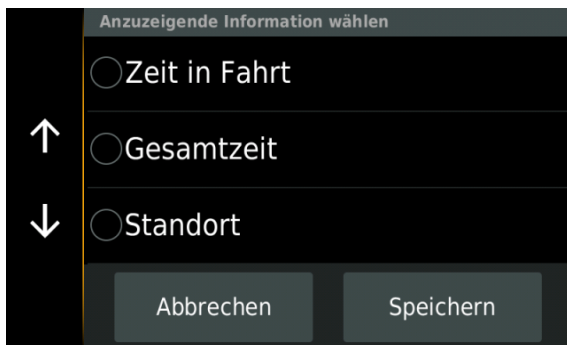 Anzuzeigende Information wählen
Zeit in Fahrt
Gesamtzeit
Standort
Abbrechen Speichern